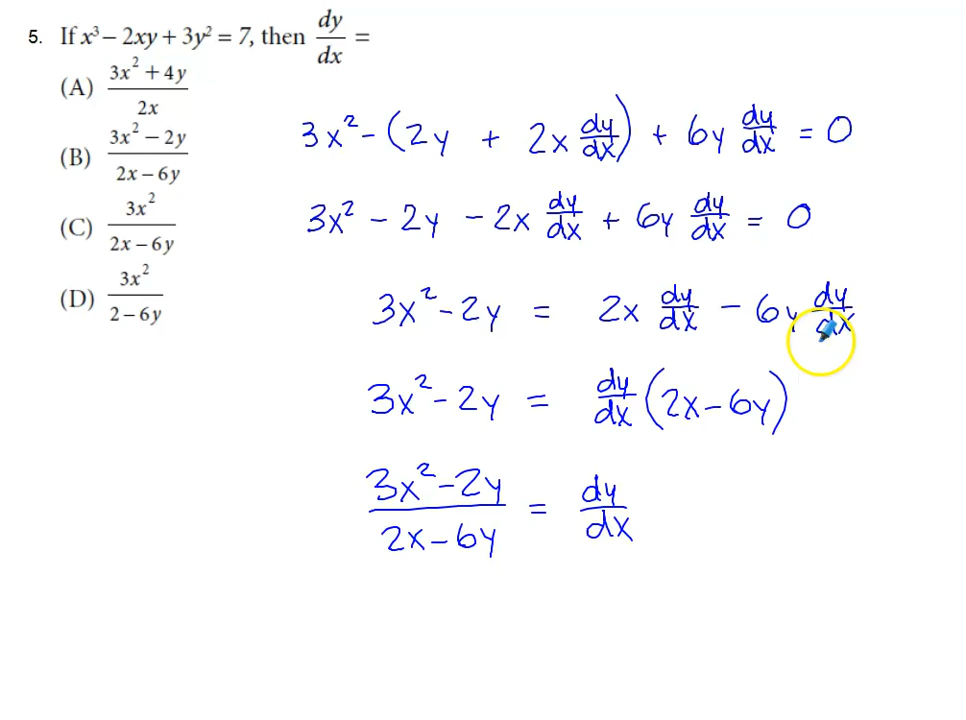 5. If x³ – 2xy + 3y² = 7, then dy/dx =
(A) (3x² + 4y)/(2x)
(B) (3x² – 2y)/(2x – 6y)
(C) (3x²)/(2x – 6y)
(D) (3x²)/(2 – 6y)
3x² – (2y + 2x dy/dx) + 6y dy/dx = 0
3x² – 2y – 2x dy/dx + 6y dy/dx = 0
3x² – 2y = 2x dy/dx – 6y dy/dx
3x² – 2y = dy/dx (2x – 6y)
(3x² – 2y)/(2x – 6y) = dy/dx